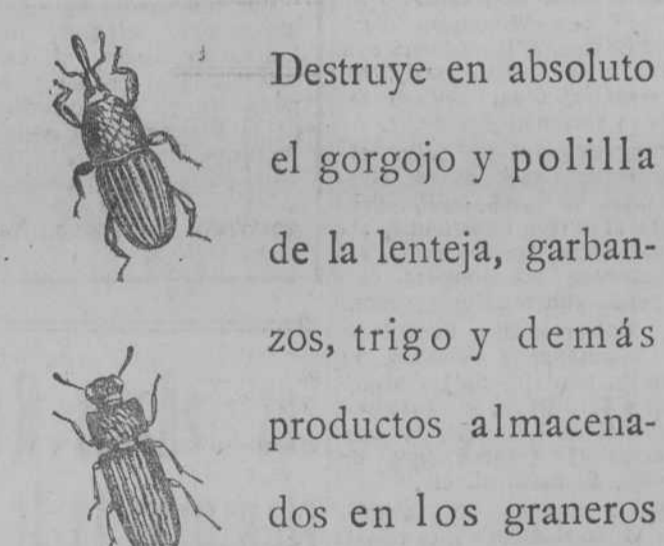 Destruye en absoluto
el gorgojo y polilla
de la lenteja, garban-
zos, trigo y demás
productos almacena-
dos en los graneros